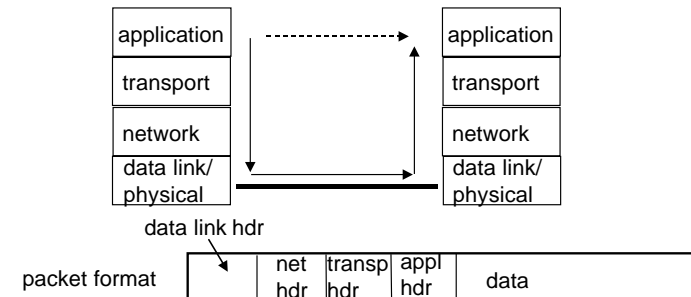 application application
transport transport
network network
data link/ data link/
physical physical
data link hdr
packet format
net transp appl
hdr hdr hdr
data